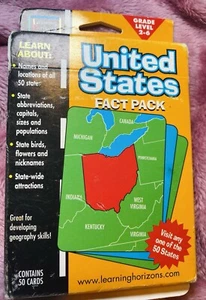 GRADE
LEVEL
2-6
LEARN
ABOUT:
• Names and
locations of all
50 states
• State
abbreviations,
capitals,
sizes and
populations
• State birds,
flowers and
nicknames
• State-wide
attractions
Great for
developing
geography skills!
CONTAINS
50 CARDS
United
States
FACT PACK
CANADA
MICHIGAN
PENNSYLVANIA
INDIANA
WEST
VIRGINIA
KENTUCKY
VIRGINIA
Visit any
one of the
50 States
www.learninghorizons.com